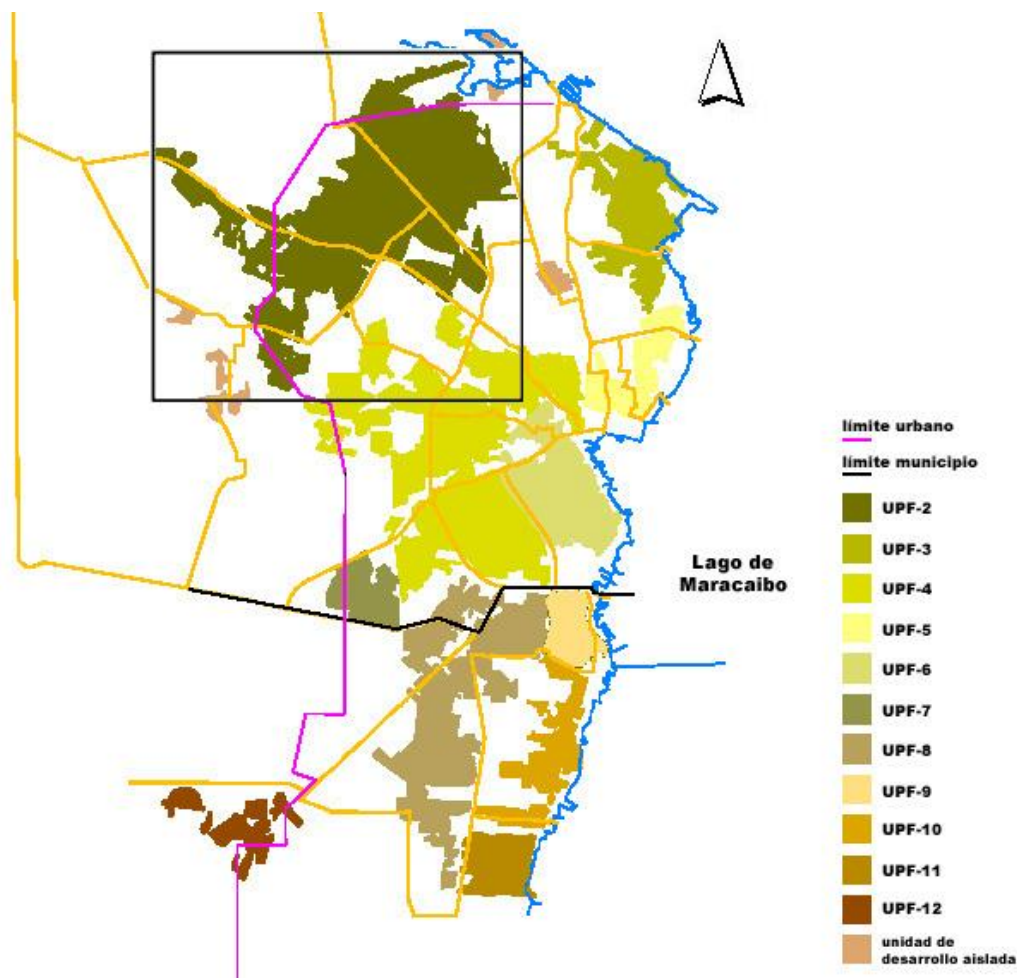 límite urbano
límite municipio
UPF-2
UPF-3
Lago de
Maracaibo
UPF-4
UPF-5
UPF-6
UPF-7
UPF-8
UPF-9
UPF-10
UPF-11
UPF-12
unidad de
desarrollo aislada